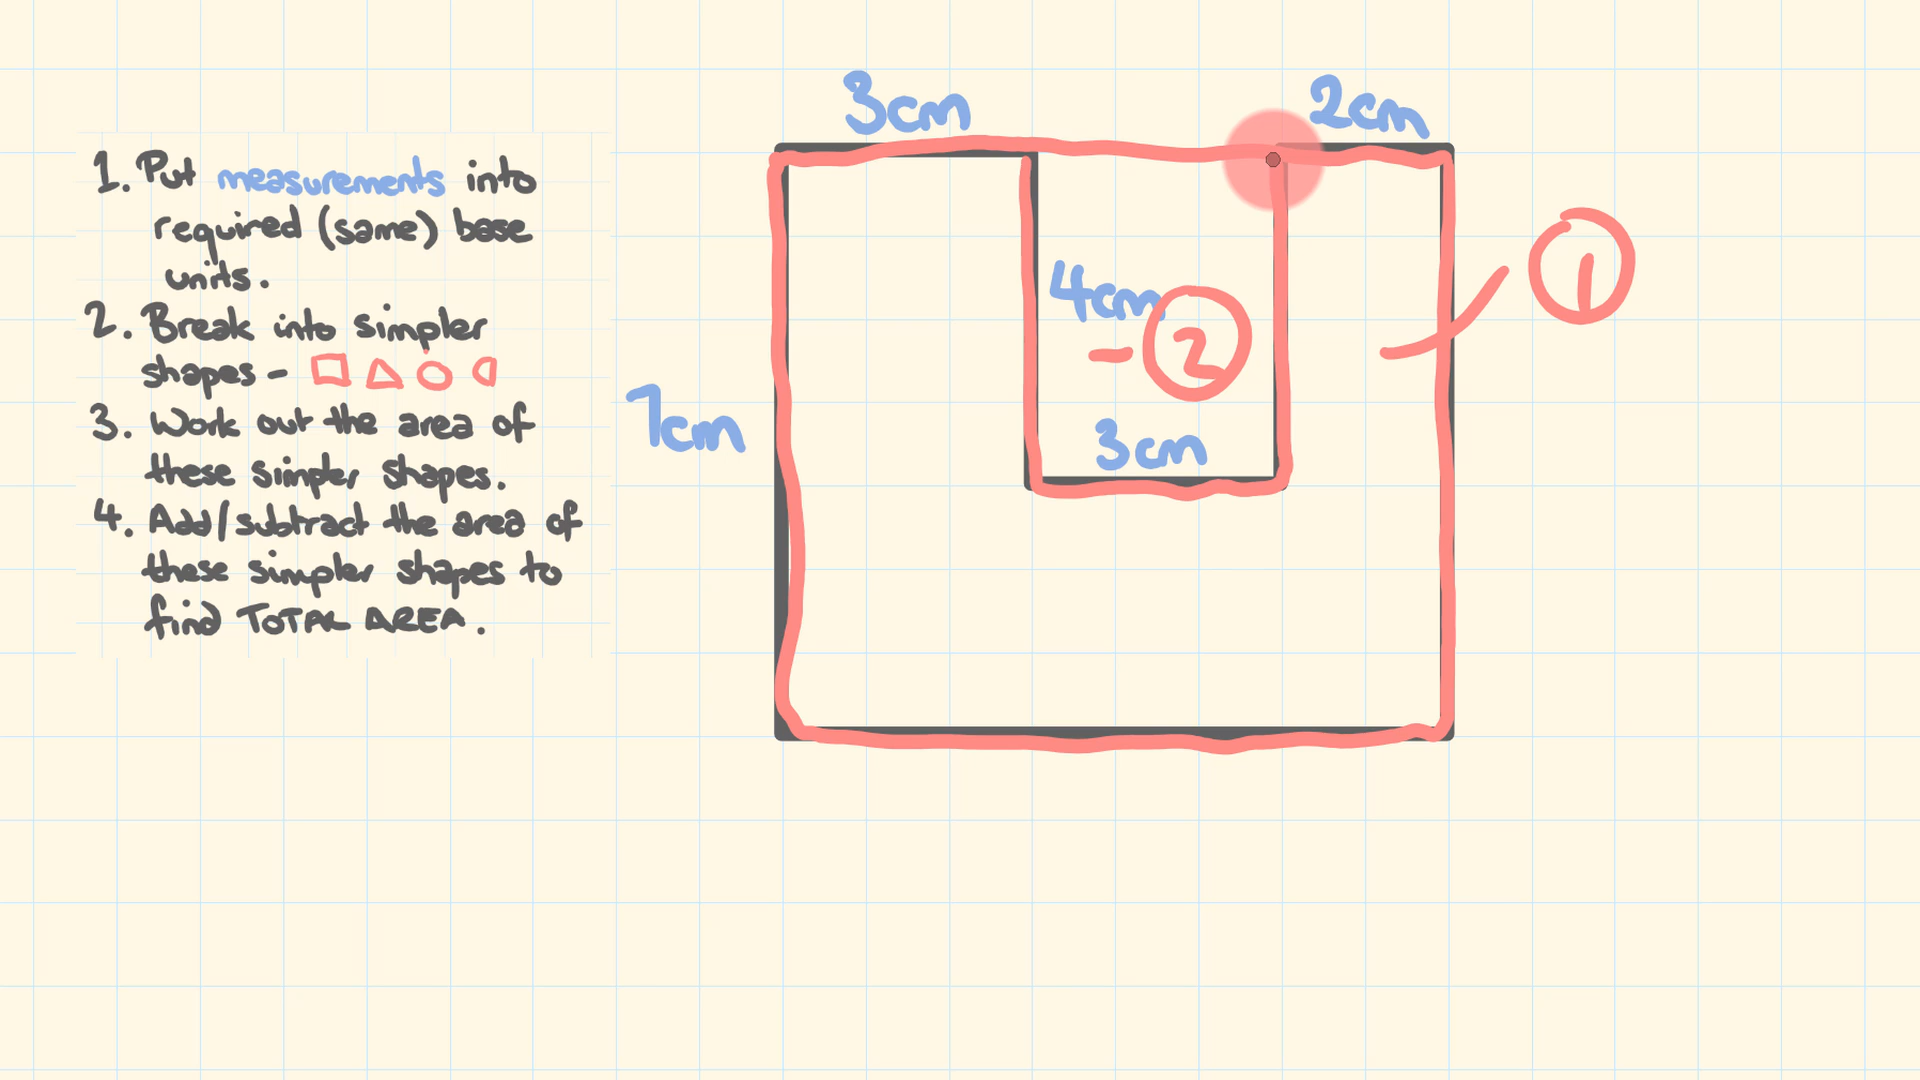 1. Put measurements into
required (same) base
units.
2. Break into simpler
shapes -
3. Work out the area of
these simpler shapes.
4. Add/subtract the area of
these simpler shapes to
find TOTAL AREA.
3cm
2cm
4cm
- 2
3cm
7cm
1